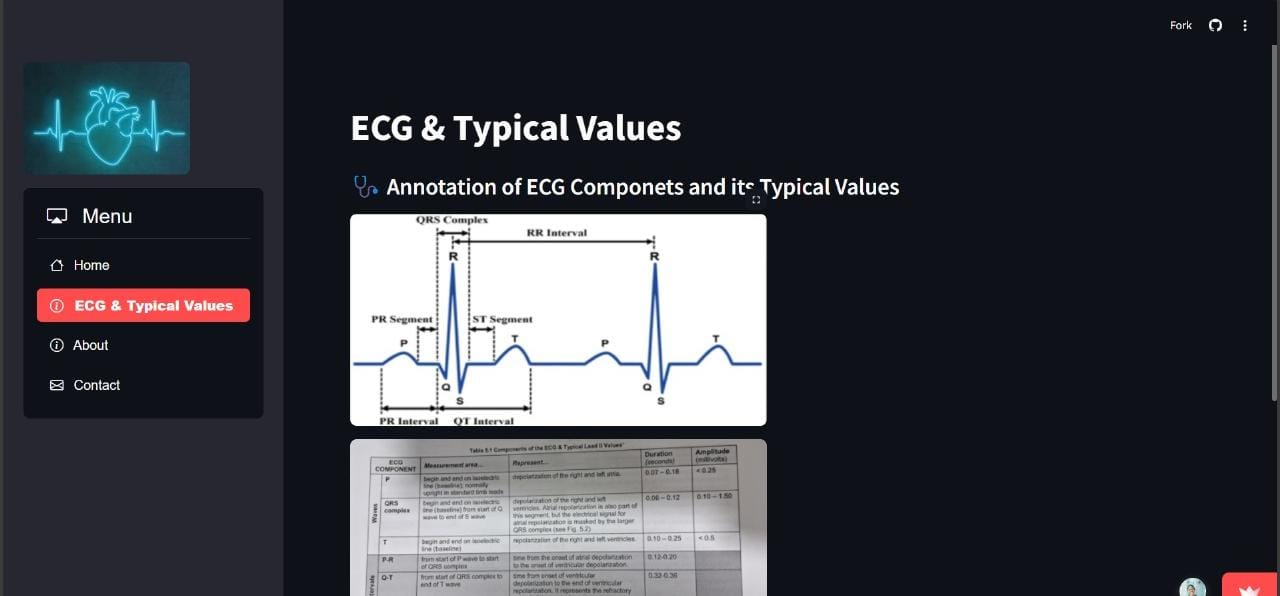 Fork
Menu
Home
ECG & Typical Values
About
Contact
ECG & Typical Values
Annotation of ECG Componets and its Typical Values
QRS Complex
RR Interval
R
R
PR Segment
ST Segment
P
T
P
T
Q
Q
S
S
PR Interval
QT Interval
Table 5.1 Components of the ECG & Typical Lead II Values
ECG COMPONENT
Measurement area...
Represent...
Duration (seconds)
Amplitude (millivolts)
Waves
P
begin and end on isoelectric
line (baseline); normally
upright in standard limb leads
depolarization of the right and left atria.
0.07 – 0.18
< 0.25
QRS complex
begin and end on isoelectric
line (baseline) from start of Q
wave to end of S wave
depolarization of the right and left
ventricles. Atrial repolarization is also part of
this segment, but the electrical signal for
atrial repolarization is masked by the larger
QRS complex (see Fig. 5.2)
0.06 – 0.12
0.10 – 1.50
T
begin and end on isoelectric
line (baseline)
repolarization of the right and left ventricles.
0.10 – 0.25
< 0.5
P-R
from start of P wave to start
of QRS complex
time from the onset of atrial depolarization
to the onset of ventricular depolarization.
0.12-0.20
Q-T
from start of QRS complex to
end of T wave
time from onset of ventricular
depolarization to the end of ventricular
repolarization. It represents the refractory
0.32-0.36